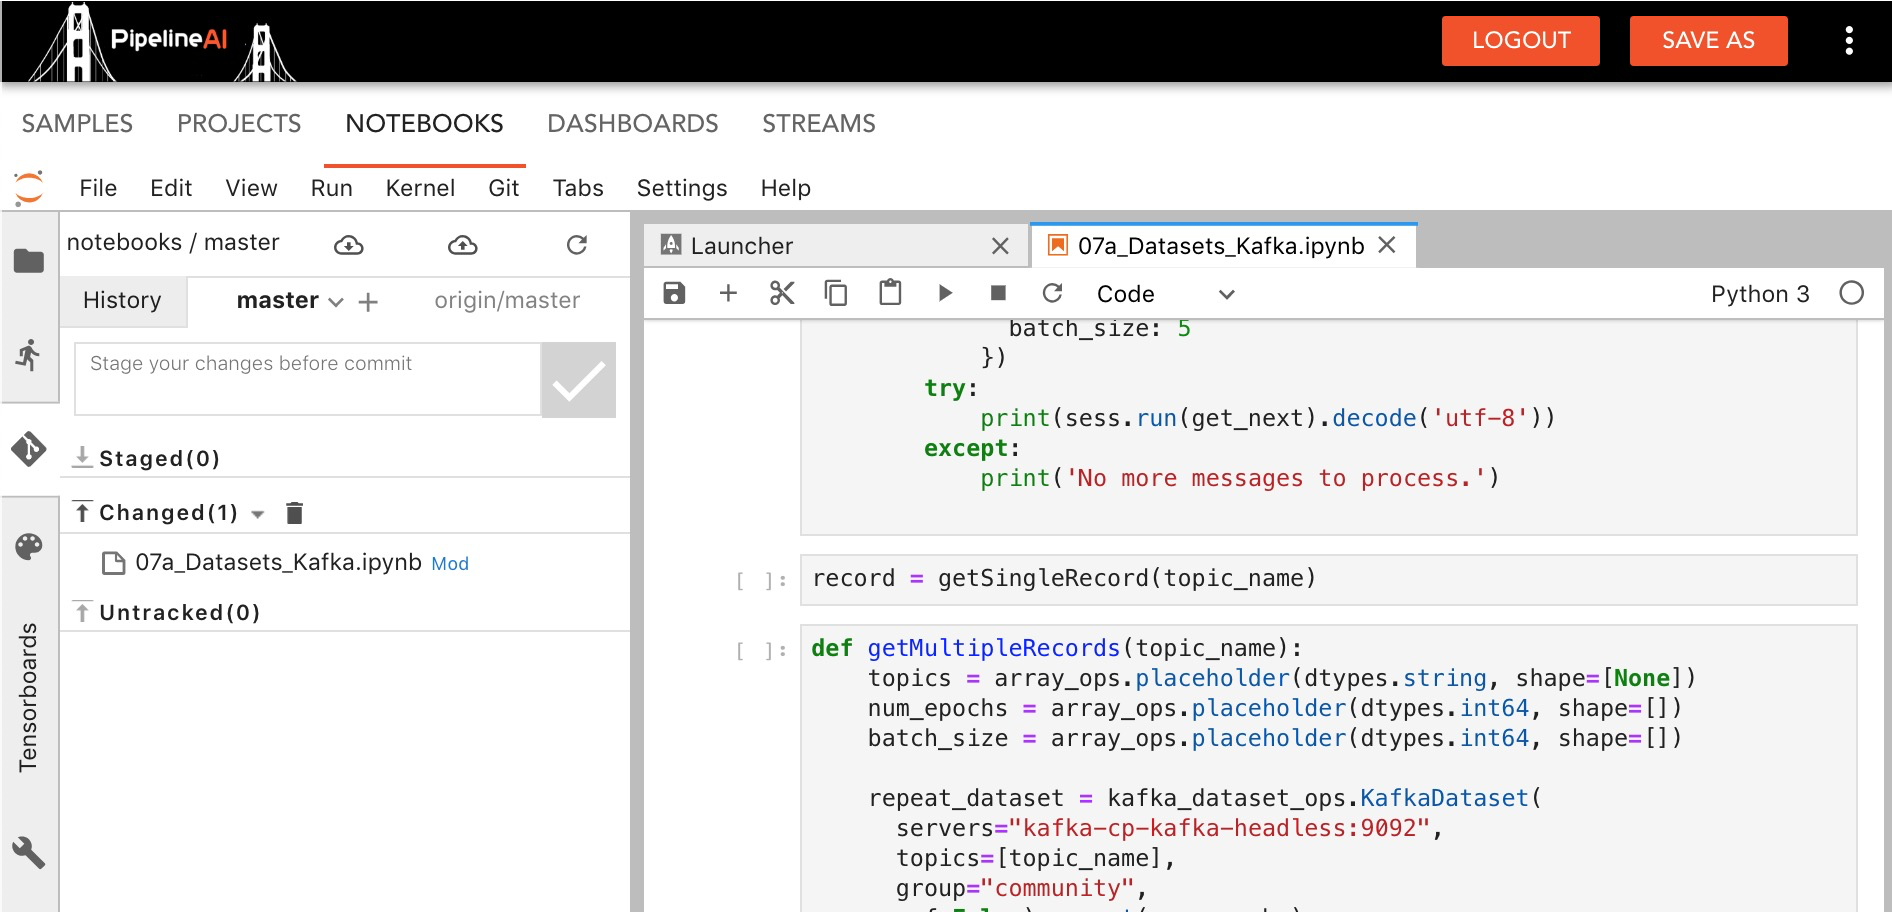 PipelineAI
LOGOUT
SAVE AS
SAMPLES PROJECTS NOTEBOOKS DASHBOARDS STREAMS
File Edit View Run Kernel Git Tabs Settings Help
notebooks / master
History master origin/master
Stage your changes before commit
Staged(0)
Changed(1)
07a_Datasets_Kafka.ipynb Mod
Untracked(0)
Tensorboards
Launcher 07a_Datasets_Kafka.ipynb
Code Python 3
batch_size: 5
})
try:
print(sess.run(get_next).decode('utf-8'))
except:
print('No more messages to process.')
[ ]: record = getSingleRecord(topic_name)
[ ]: def getMultipleRecords(topic_name):
topics = array_ops.placeholder(dtypes.string, shape=[None])
num_epochs = array_ops.placeholder(dtypes.int64, shape=[])
batch_size = array_ops.placeholder(dtypes.int64, shape=[])
repeat_dataset = kafka_dataset_ops.KafkaDataset(
servers="kafka-cp-kafka-headless:9092",
topics=[topic_name],
group="community",